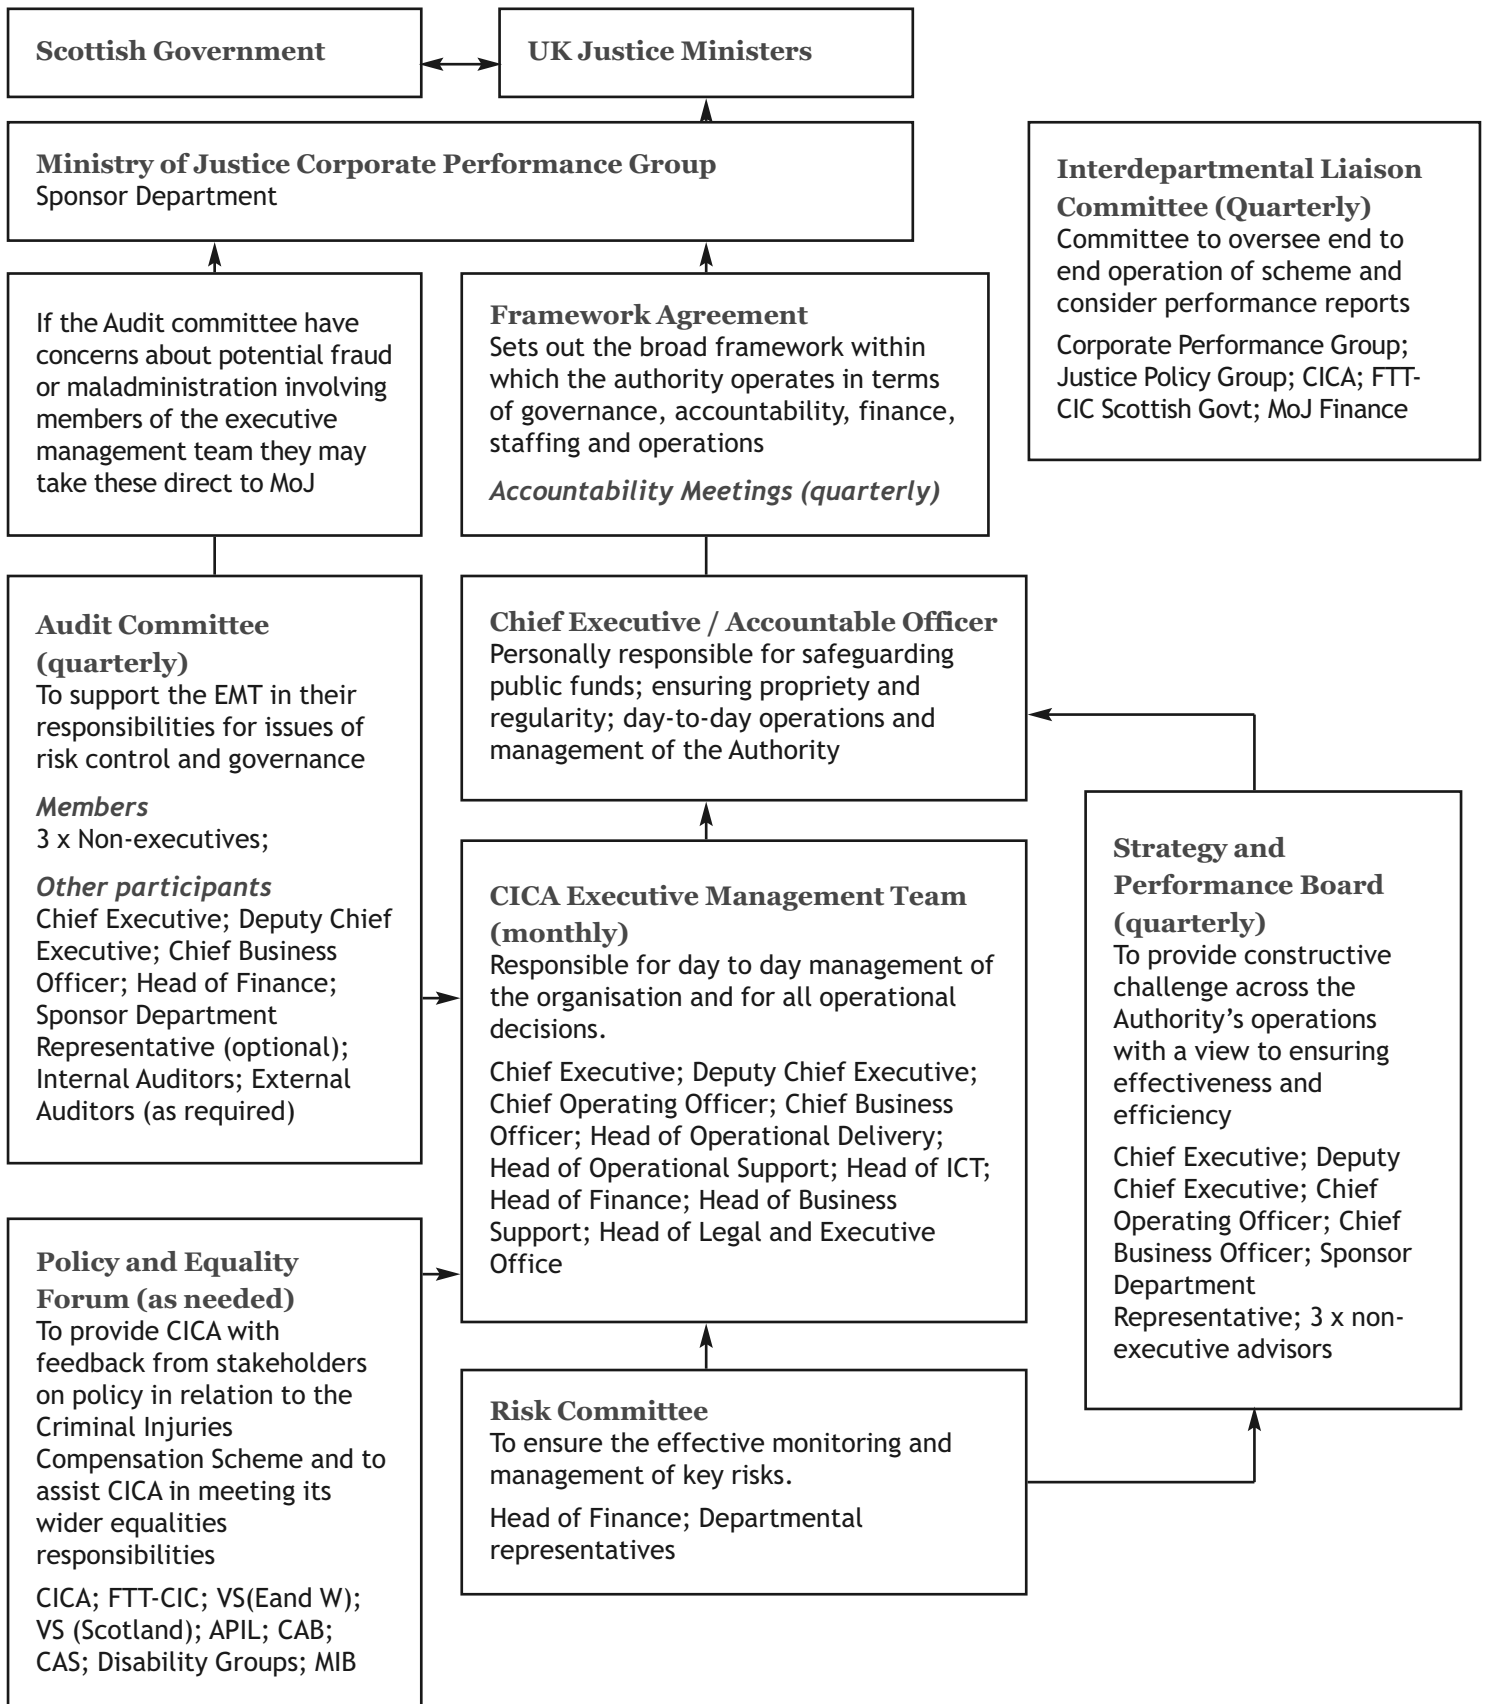 Scottish Government
UK Justice Ministers
Ministry of Justice Corporate Performance Group
Sponsor Department
Interdepartmental Liaison
Committee (Quarterly)
Committee to oversee end to
end operation of scheme and
consider performance reports
Corporate Performance Group;
Justice Policy Group; CICA; FTT-
CIC Scottish Govt; MoJ Finance
If the Audit committee have
concerns about potential fraud
or maladministration involving
members of the executive
management team they may
take these direct to MoJ
Framework Agreement
Sets out the broad framework within
which the authority operates in terms
of governance, accountability, finance,
staffing and operations
Accountability Meetings (quarterly)
Audit Committee
(quarterly)
To support the EMT in their
responsibilities for issues of
risk control and governance
Members
3 x Non-executives;
Other participants
Chief Executive; Deputy Chief
Executive; Chief Business
Officer; Head of Finance;
Sponsor Department
Representative (optional);
Internal Auditors; External
Auditors (as required)
Chief Executive / Accountable Officer
Personally responsible for safeguarding
public funds; ensuring propriety and
regularity; day-to-day operations and
management of the Authority
CICA Executive Management Team
(monthly)
Responsible for day to day management of
the organisation and for all operational
decisions.
Chief Executive; Deputy Chief Executive;
Chief Operating Officer; Chief Business
Officer; Head of Operational Delivery;
Head of Operational Support; Head of ICT;
Head of Finance; Head of Business
Support; Head of Legal and Executive
Office
Strategy and
Performance Board
(quarterly)
To provide constructive
challenge across the
Authority’s operations
with a view to ensuring
effectiveness and
efficiency
Chief Executive; Deputy
Chief Executive; Chief
Operating Officer; Chief
Business Officer; Sponsor
Department
Representative; 3 x non-
executive advisors
Policy and Equality
Forum (as needed)
To provide CICA with
feedback from stakeholders
on policy in relation to the
Criminal Injuries
Compensation Scheme and to
assist CICA in meeting its
wider equalities
responsibilities
CICA; FTT-CIC; VS(Eand W);
VS (Scotland); APIL; CAB;
CAS; Disability Groups; MIB
Risk Committee
To ensure the effective monitoring and
management of key risks.
Head of Finance; Departmental
representatives